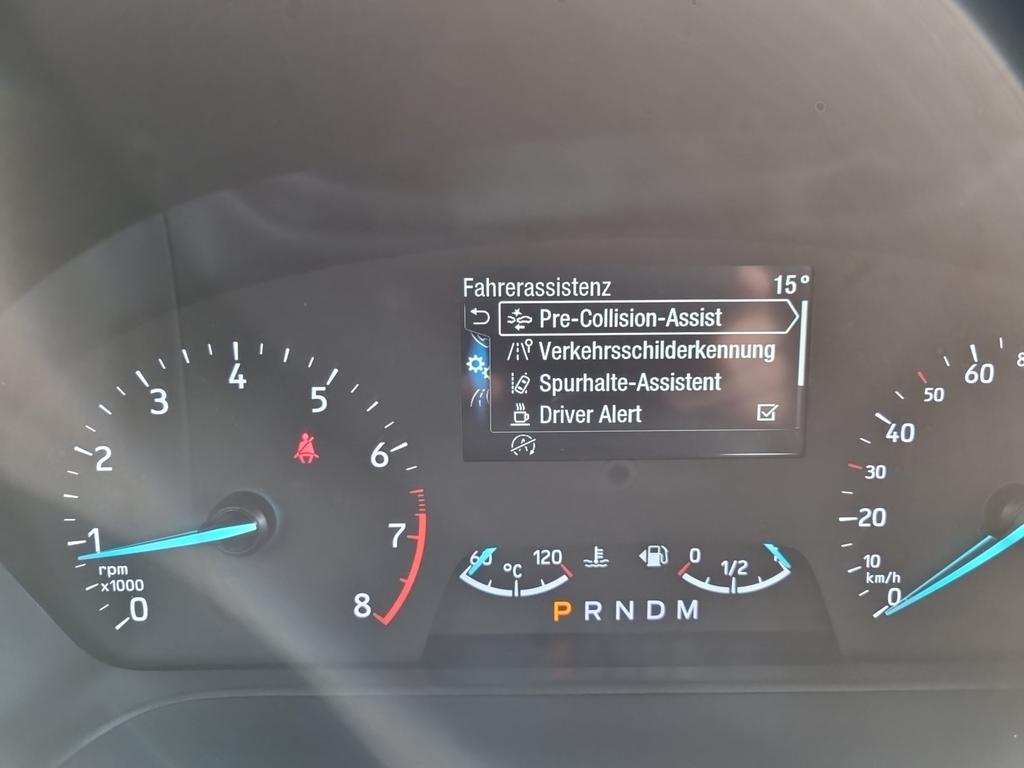 Fahrerassistenz 15°
Pre-Collision-Assist
Verkehrsschilderkennung
Spurhalte-Assistent
Driver Alert
0
1
2
3
4
5
6
7
8
rpm
x1000
60 °C 120
0 1/2
P R N D M
0
10
20
30
40
50
60
km/h